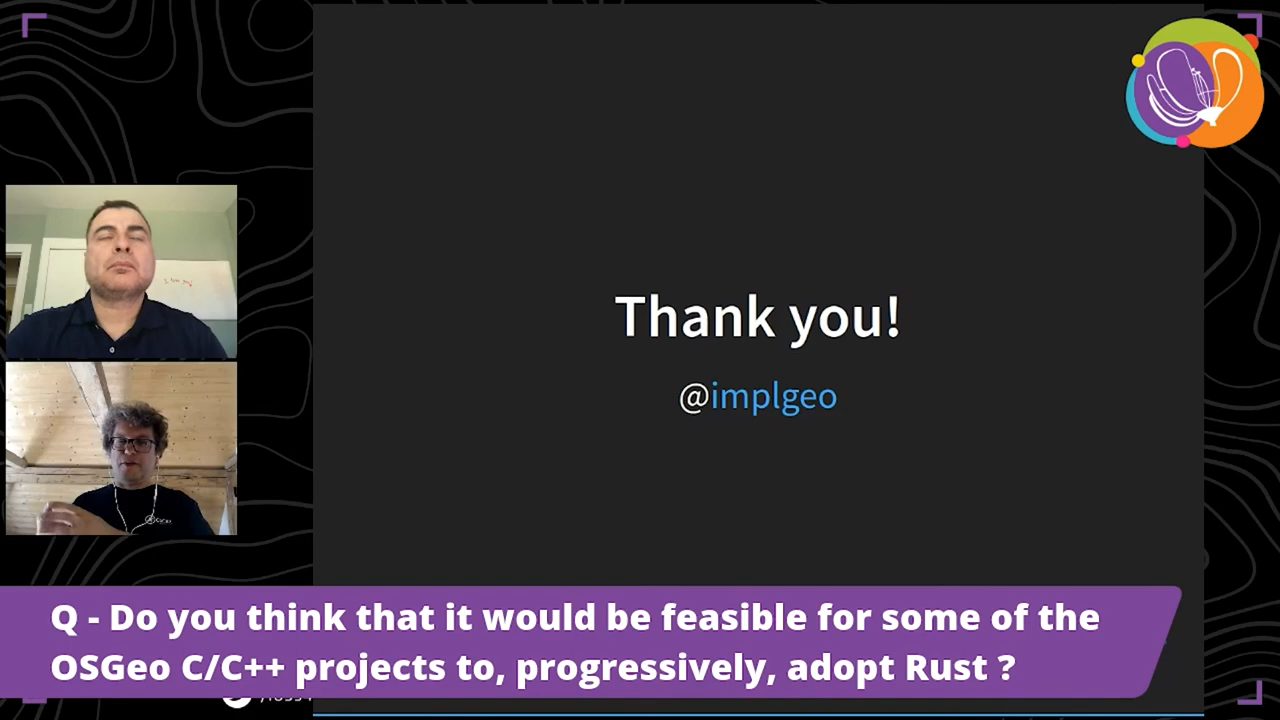 Thank you!
@implgeo
Q - Do you think that it would be feasible for some of the
OSGeo C/C++ projects to, progressively, adopt Rust ?